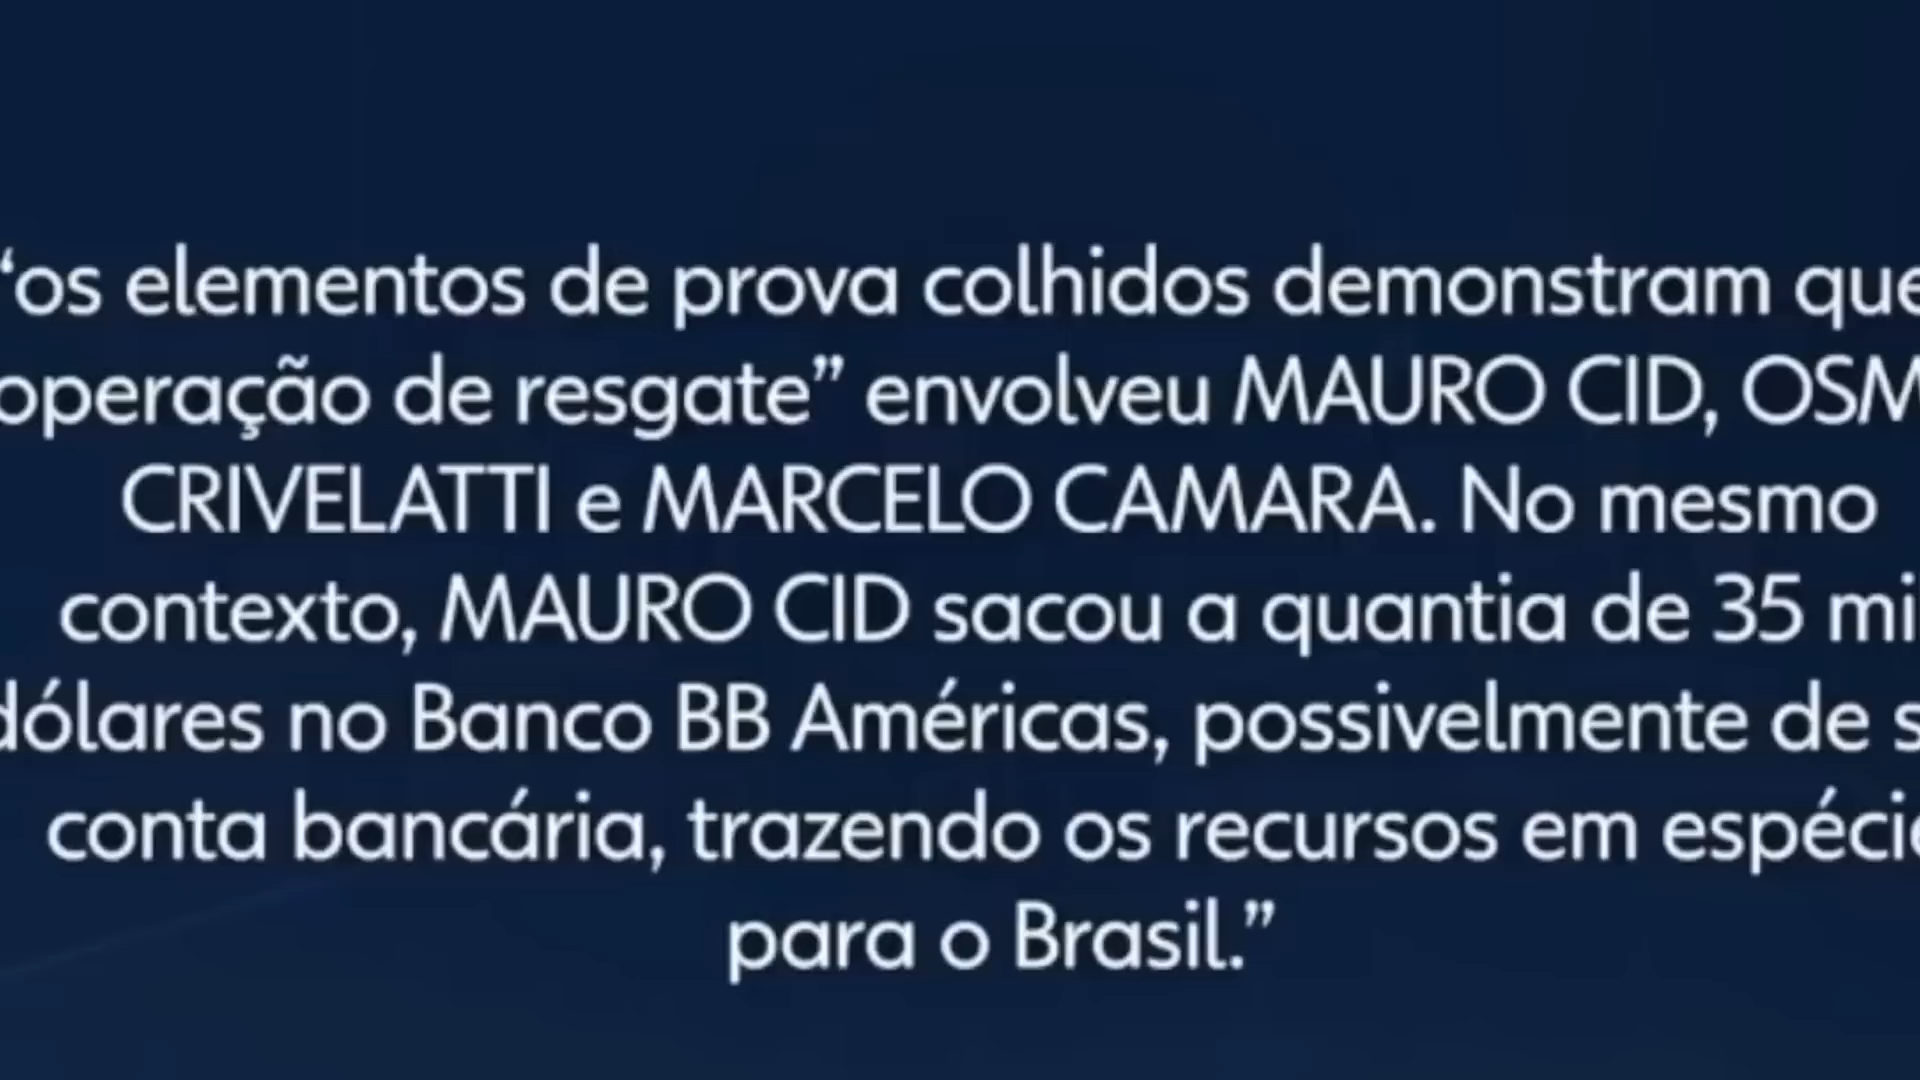 “os elementos de prova colhidos demonstram que
operação de resgate” envolveu MAURO CID, OSM
CRIVELATTI e MARCELO CAMARA. No mesmo
contexto, MAURO CID sacou a quantia de 35 mi
dólares no Banco BB Américas, possivelmente de s
conta bancária, trazendo os recursos em espéci
para o Brasil.”